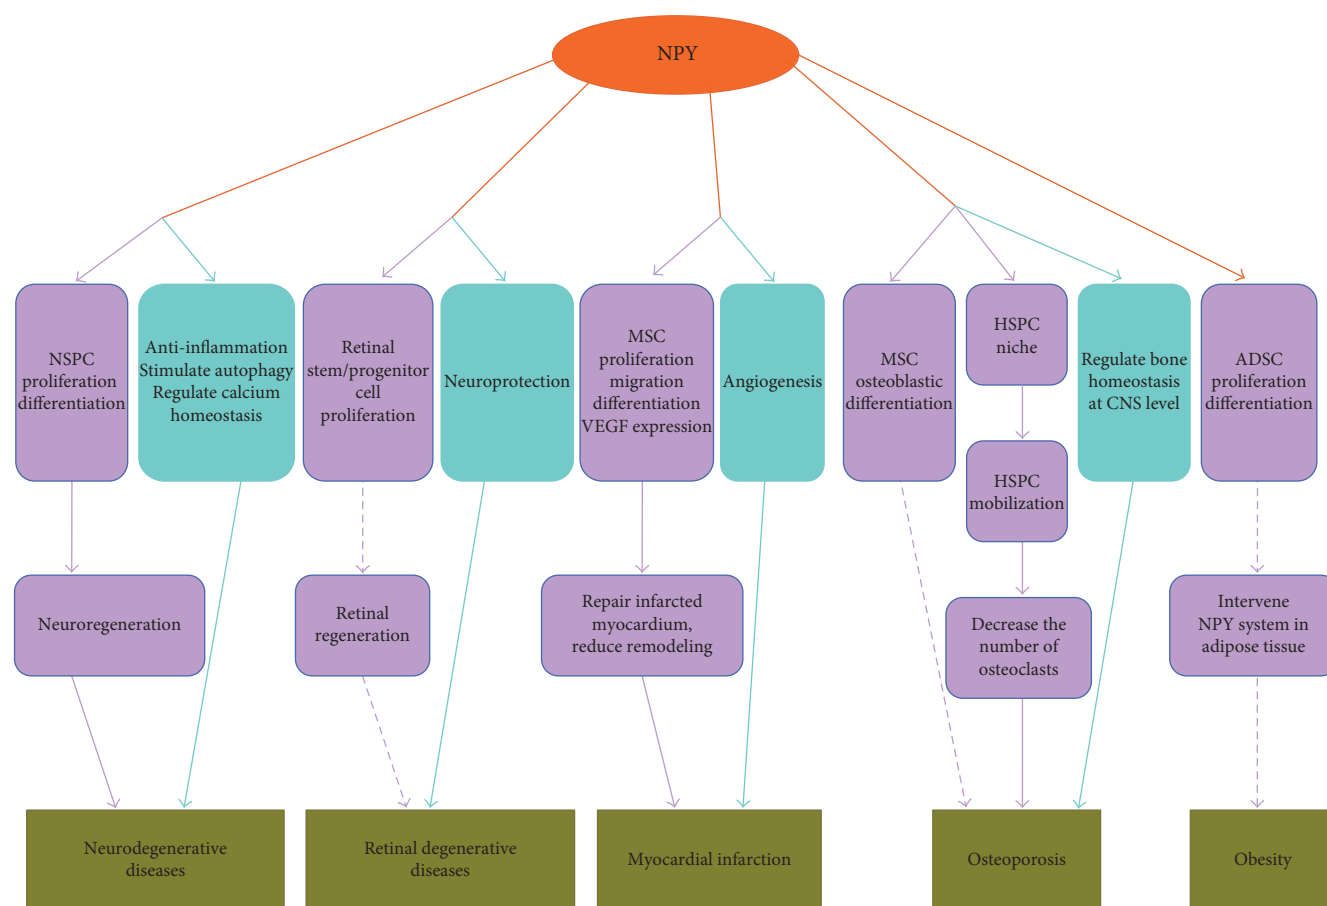 NPY
NSPC
proliferation
differentiation
Anti-inflammation
Stimulate autophagy
Regulate calcium
homeostasis
Retinal
stem/progenitor
cell
proliferation
Neuroprotection
MSC
proliferation
migration
differentiation
VEGF expression
Angiogenesis
MSC
osteoblastic
differentiation
HSPC
niche
HSPC
mobilization
Regulate bone
homeostasis
at CNS level
ADSC
proliferation
differentiation
Neuroregeneration
Retinal
regeneration
Repair infarcted
myocardium,
reduce remodeling
Decrease the
number of
osteoclasts
Intervene
NPY system in
adipose tissue
Neurodegenerative
diseases
Retinal degenerative
diseases
Myocardial infarction
Osteoporosis
Obesity